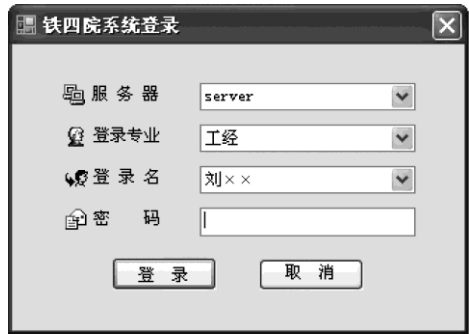 铁四院系统登录
服务器 server
登录专业 工经
登录名 刘××
密码
登录 取消